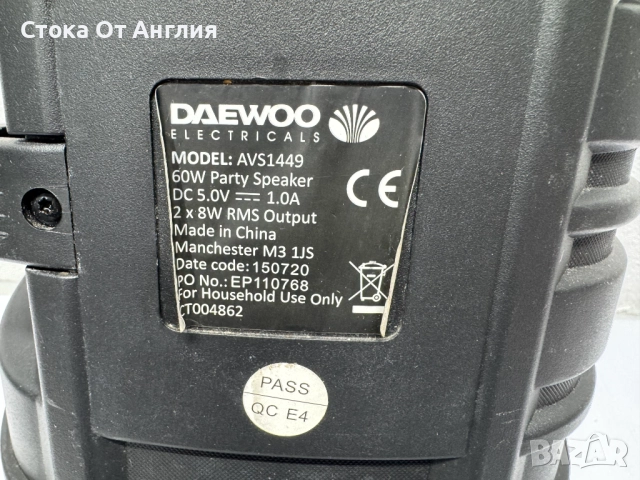 Стока От Англия
DAEWOO
ELECTRICALS
MODEL: AVS1449
60W Party Speaker
DC 5.0V ⎓ 1.0A
2 x 8W RMS Output
Made in China
Manchester M3 1JS
Date code: 150720
PO No.: EP110768
For Household Use Only
CT004862
CE
PASS
QC E4
BAZAR